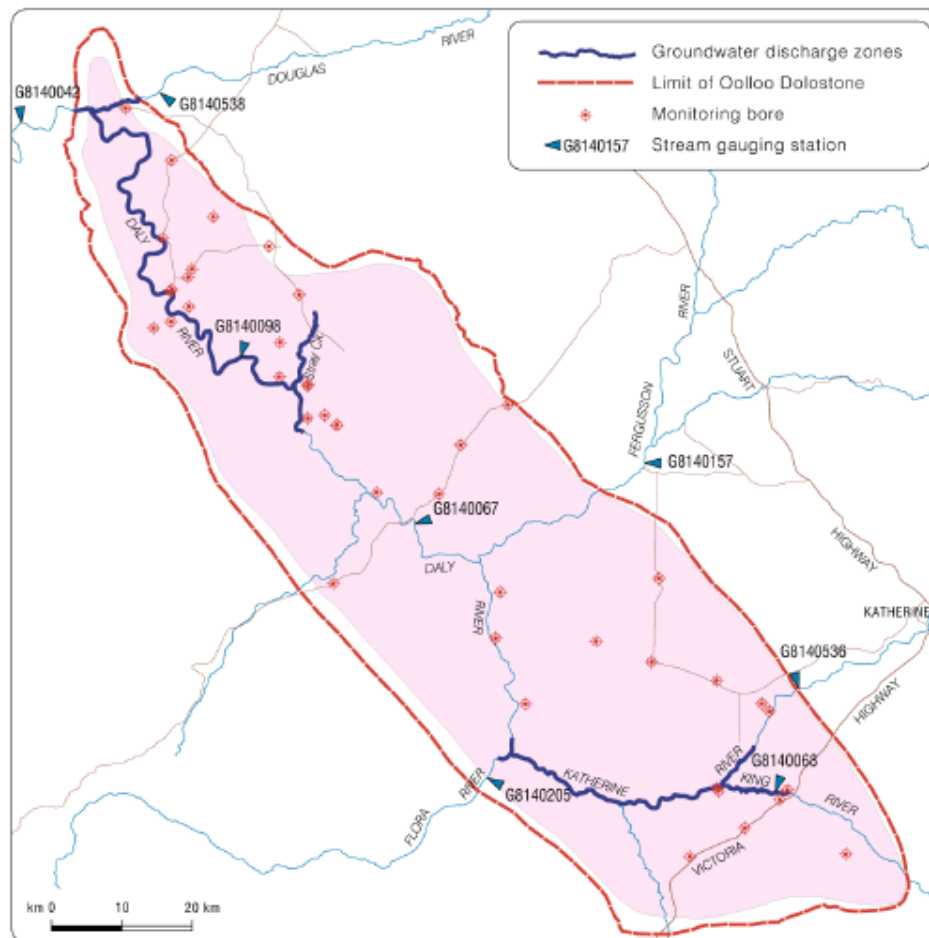 RIVER
DOUGLAS
G8140042
G8140538
Groundwater discharge zones
Limit of Oolloo Dolostone
Monitoring bore
G8140157 Stream gauging station
DALY
RIVER
G8140098
Stray Ck
RIVER
STUART
FERGUSSON
G8140157
G8140067
HIGHWAY
DALY
RIVER
KATHERINE
G8140536
HIGHWAY
RIVER
G8140063
KATHERINE
KING
RIVER
G8140205
RIVER
FLORA
VICTORIA
km 0 10 20 km